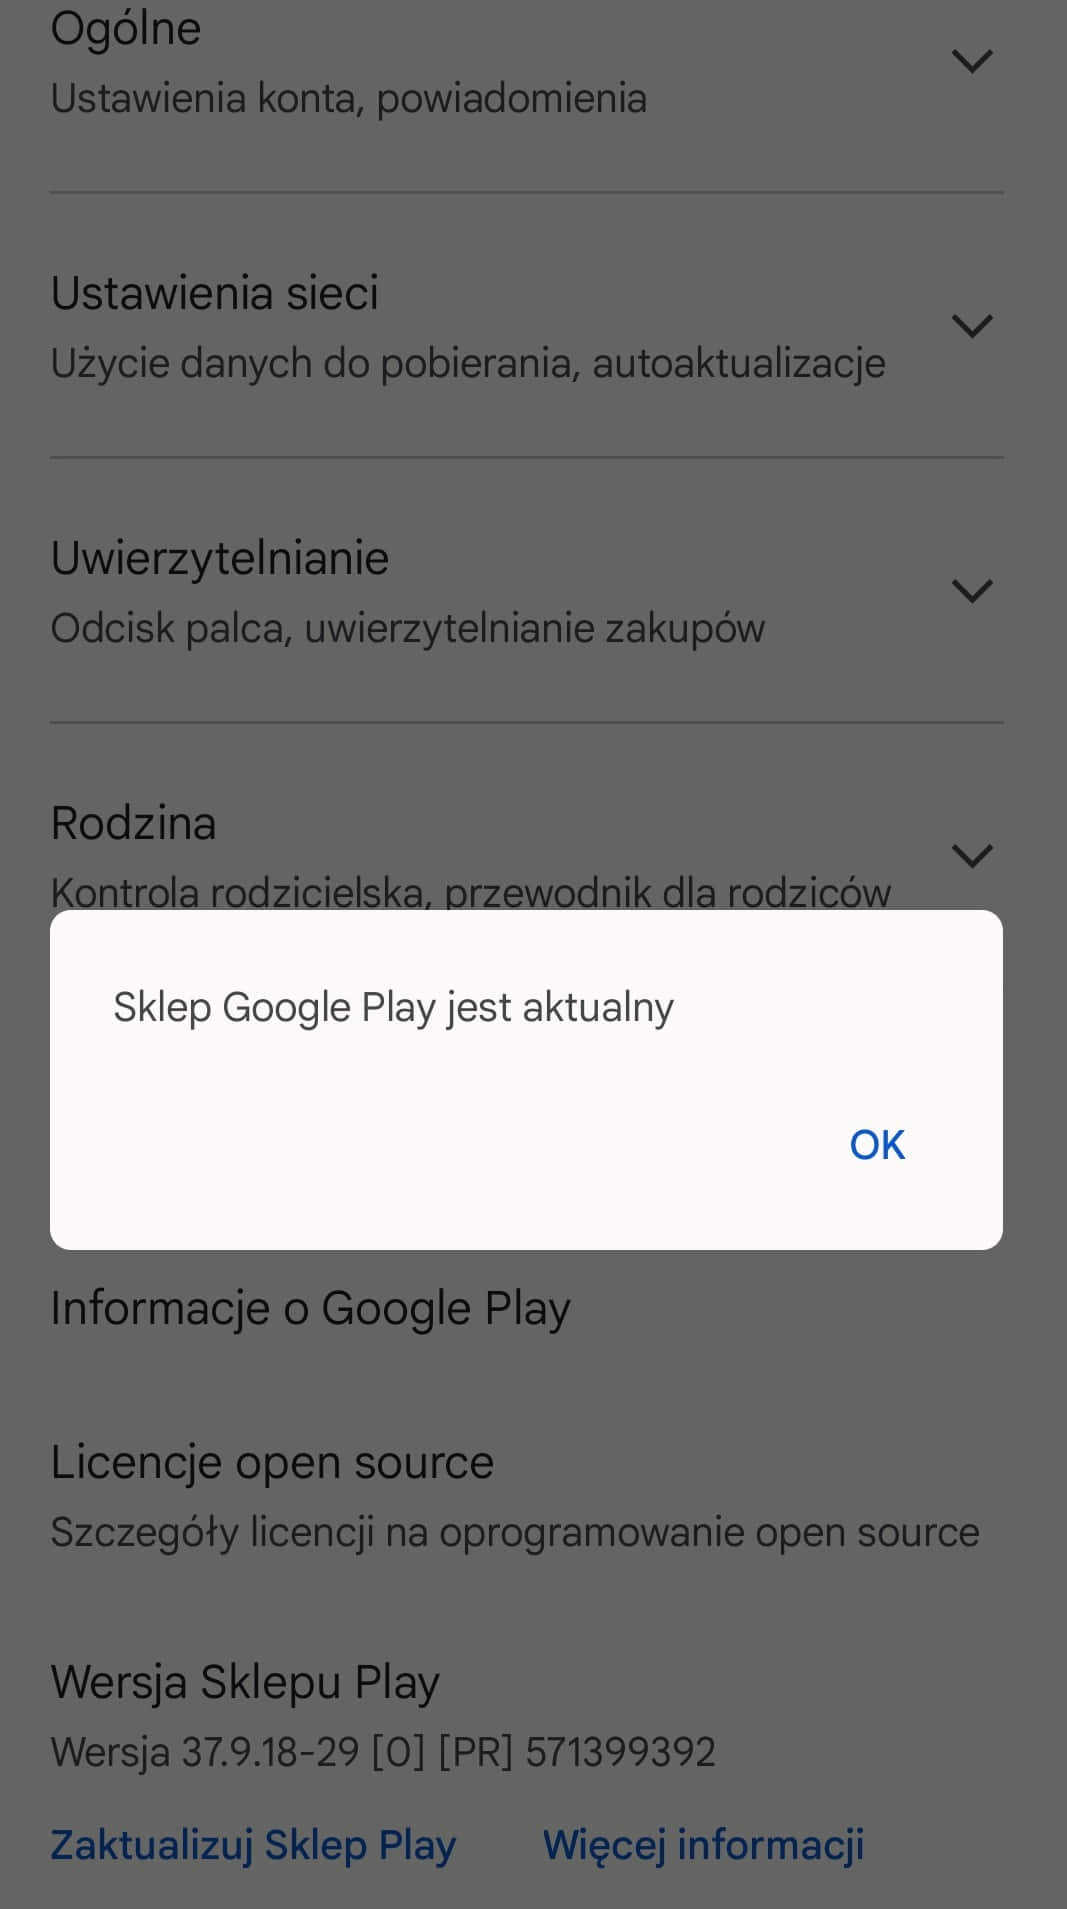 Ogólne
Ustawienia konta, powiadomienia
Ustawienia sieci
Użycie danych do pobierania, autoaktualizacje
Uwierzytelnianie
Odcisk palca, uwierzytelnianie zakupów
Rodzina
Kontrola rodzicielska, przewodnik dla rodziców
Sklep Google Play jest aktualny
OK
Informacje o Google Play
Licencje open source
Szczegóły licencji na oprogramowanie open source
Wersja Sklepu Play
Wersja 37.9.18-29 [0] [PR] 571399392
Zaktualizuj Sklep Play Więcej informacji